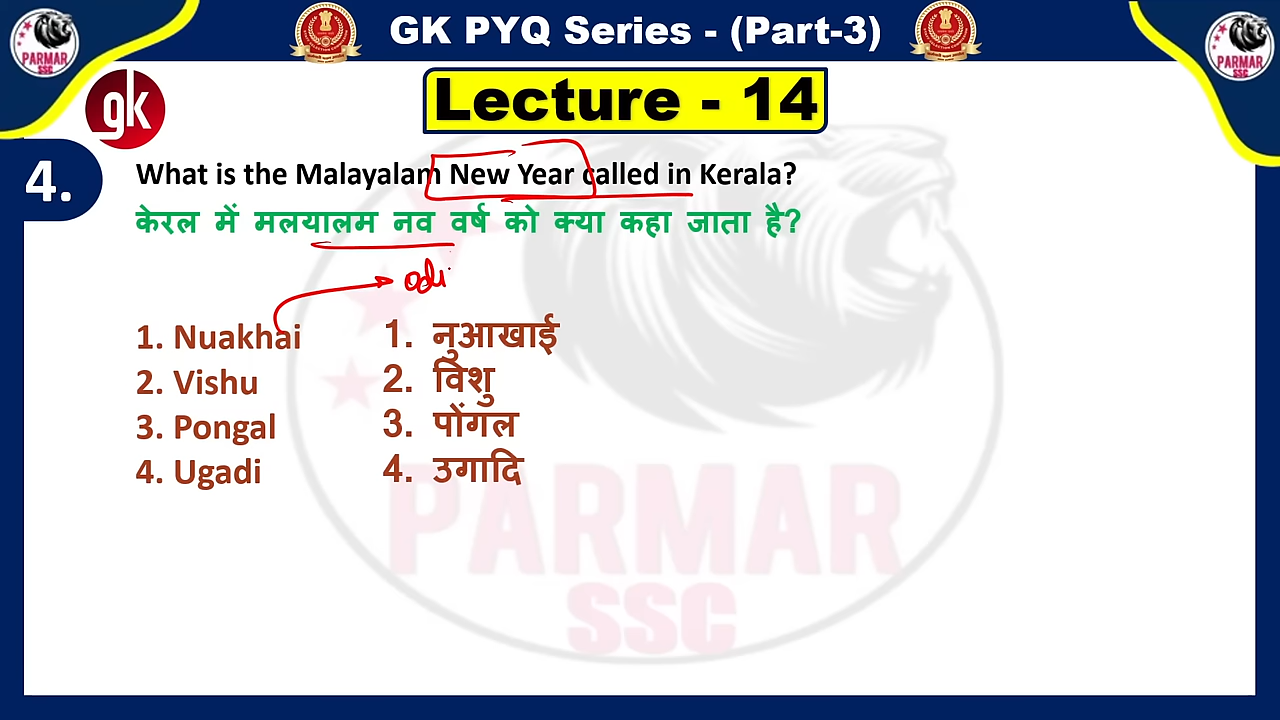 PARMAR
SSC
GK PYQ Series - (Part-3)
PARMAR
SSC
gk
Lecture - 14
4.
What is the Malayalam New Year called in Kerala?
केरल में मलयालम नव वर्ष को क्या कहा जाता है?
odi
1. Nuakhai
1. नुआखाई
2. Vishu
2. विशु
3. Pongal
3. पोंगल
4. Ugadi
4. उगादि
PARMAR
SSC